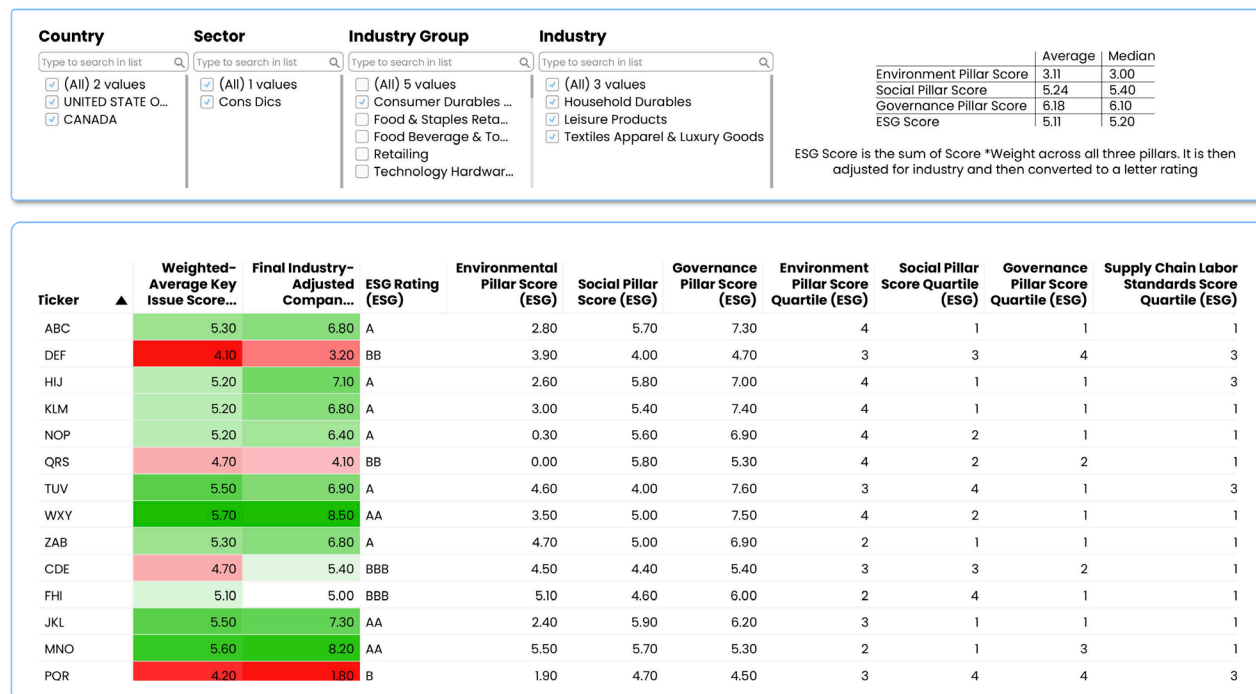 Country Sector Industry Group Industry
Type to search in list Type to search in list Type to search in list Type to search in list
(All) 2 values (All) 1 values (All) 5 values (All) 3 values
UNITED STATE O... Cons Dics Consumer Durables ... Household Durables
CANADA Food & Staples Reta... Leisure Products
Food Beverage & To... Textiles Apparel & Luxury Goods
Retailing
Technology Hardwar...
Average Median
Environment Pillar Score 3.11 3.00
Social Pillar Score 5.24 5.40
Governance Pillar Score 6.18 6.10
ESG Score 5.11 5.20
ESG Score is the sum of Score *Weight across all three pillars. It is then
adjusted for industry and then converted to a letter rating
Weighted- Final Industry- Environmental Governance Environment Social Pillar Governance Supply Chain Labor
Average Key Adjusted ESG Rating Pillar Score Social Pillar Pillar Score Pillar Score Score Quartile Pillar Score Standards Score
Ticker Issue Score... Compan... (ESG) (ESG) Score (ESG) (ESG) Quartile (ESG) (ESG) Quartile (ESG) Quartile (ESG)
ABC 5.30 6.80 A 2.80 5.70 7.30 4 1 1 1
DEF 4.10 3.20 BB 3.90 4.00 4.70 3 3 4 3
HIJ 5.20 7.10 A 2.60 5.80 7.00 4 1 1 3
KLM 5.20 6.80 A 3.00 5.40 7.40 4 1 1 1
NOP 5.20 6.40 A 0.30 5.60 6.90 4 2 1 1
QRS 4.70 4.10 BB 0.00 5.80 5.30 4 2 2 1
TUV 5.50 6.90 A 4.60 4.00 7.60 3 4 1 3
WXY 5.70 8.50 AA 3.50 5.00 7.50 4 2 1 1
ZAB 5.30 6.80 A 4.70 5.00 6.90 2 1 1 1
CDE 4.70 5.40 BBB 4.50 4.40 5.40 3 3 2 1
FHI 5.10 5.00 BBB 5.10 4.60 6.00 2 4 1 1
JKL 5.50 7.30 AA 2.40 5.90 6.20 3 1 1 1
MNO 5.60 8.20 AA 5.50 5.70 5.30 2 1 3 1
PQR 4.20 1.80 B 1.90 4.70 4.50 3 4 4 3